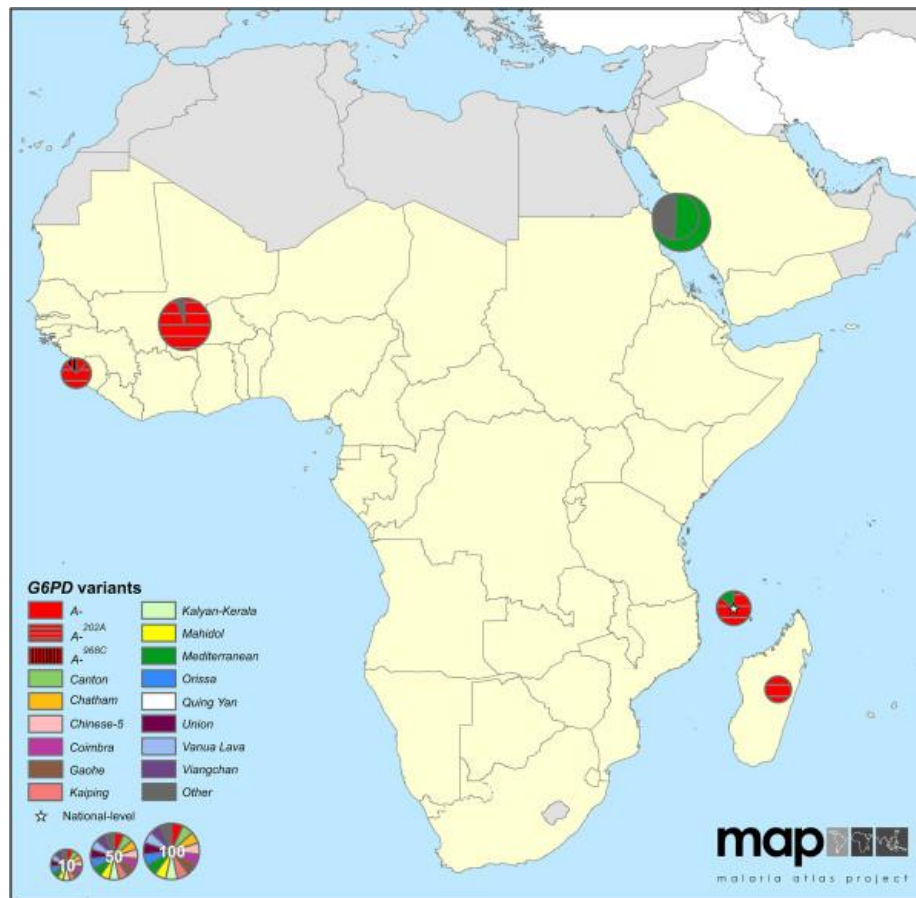 G6PD variants
A-
A-202A
A-968C
Canton
Chatham
Chinese-5
Coimbra
Gaohe
Kaiping
Kalyan-Kerala
Mahidol
Mediterranean
Orissa
Quing Yan
Union
Vanua Lava
Viangchan
Other
National-level
10
50
100
map
malaria atlas project